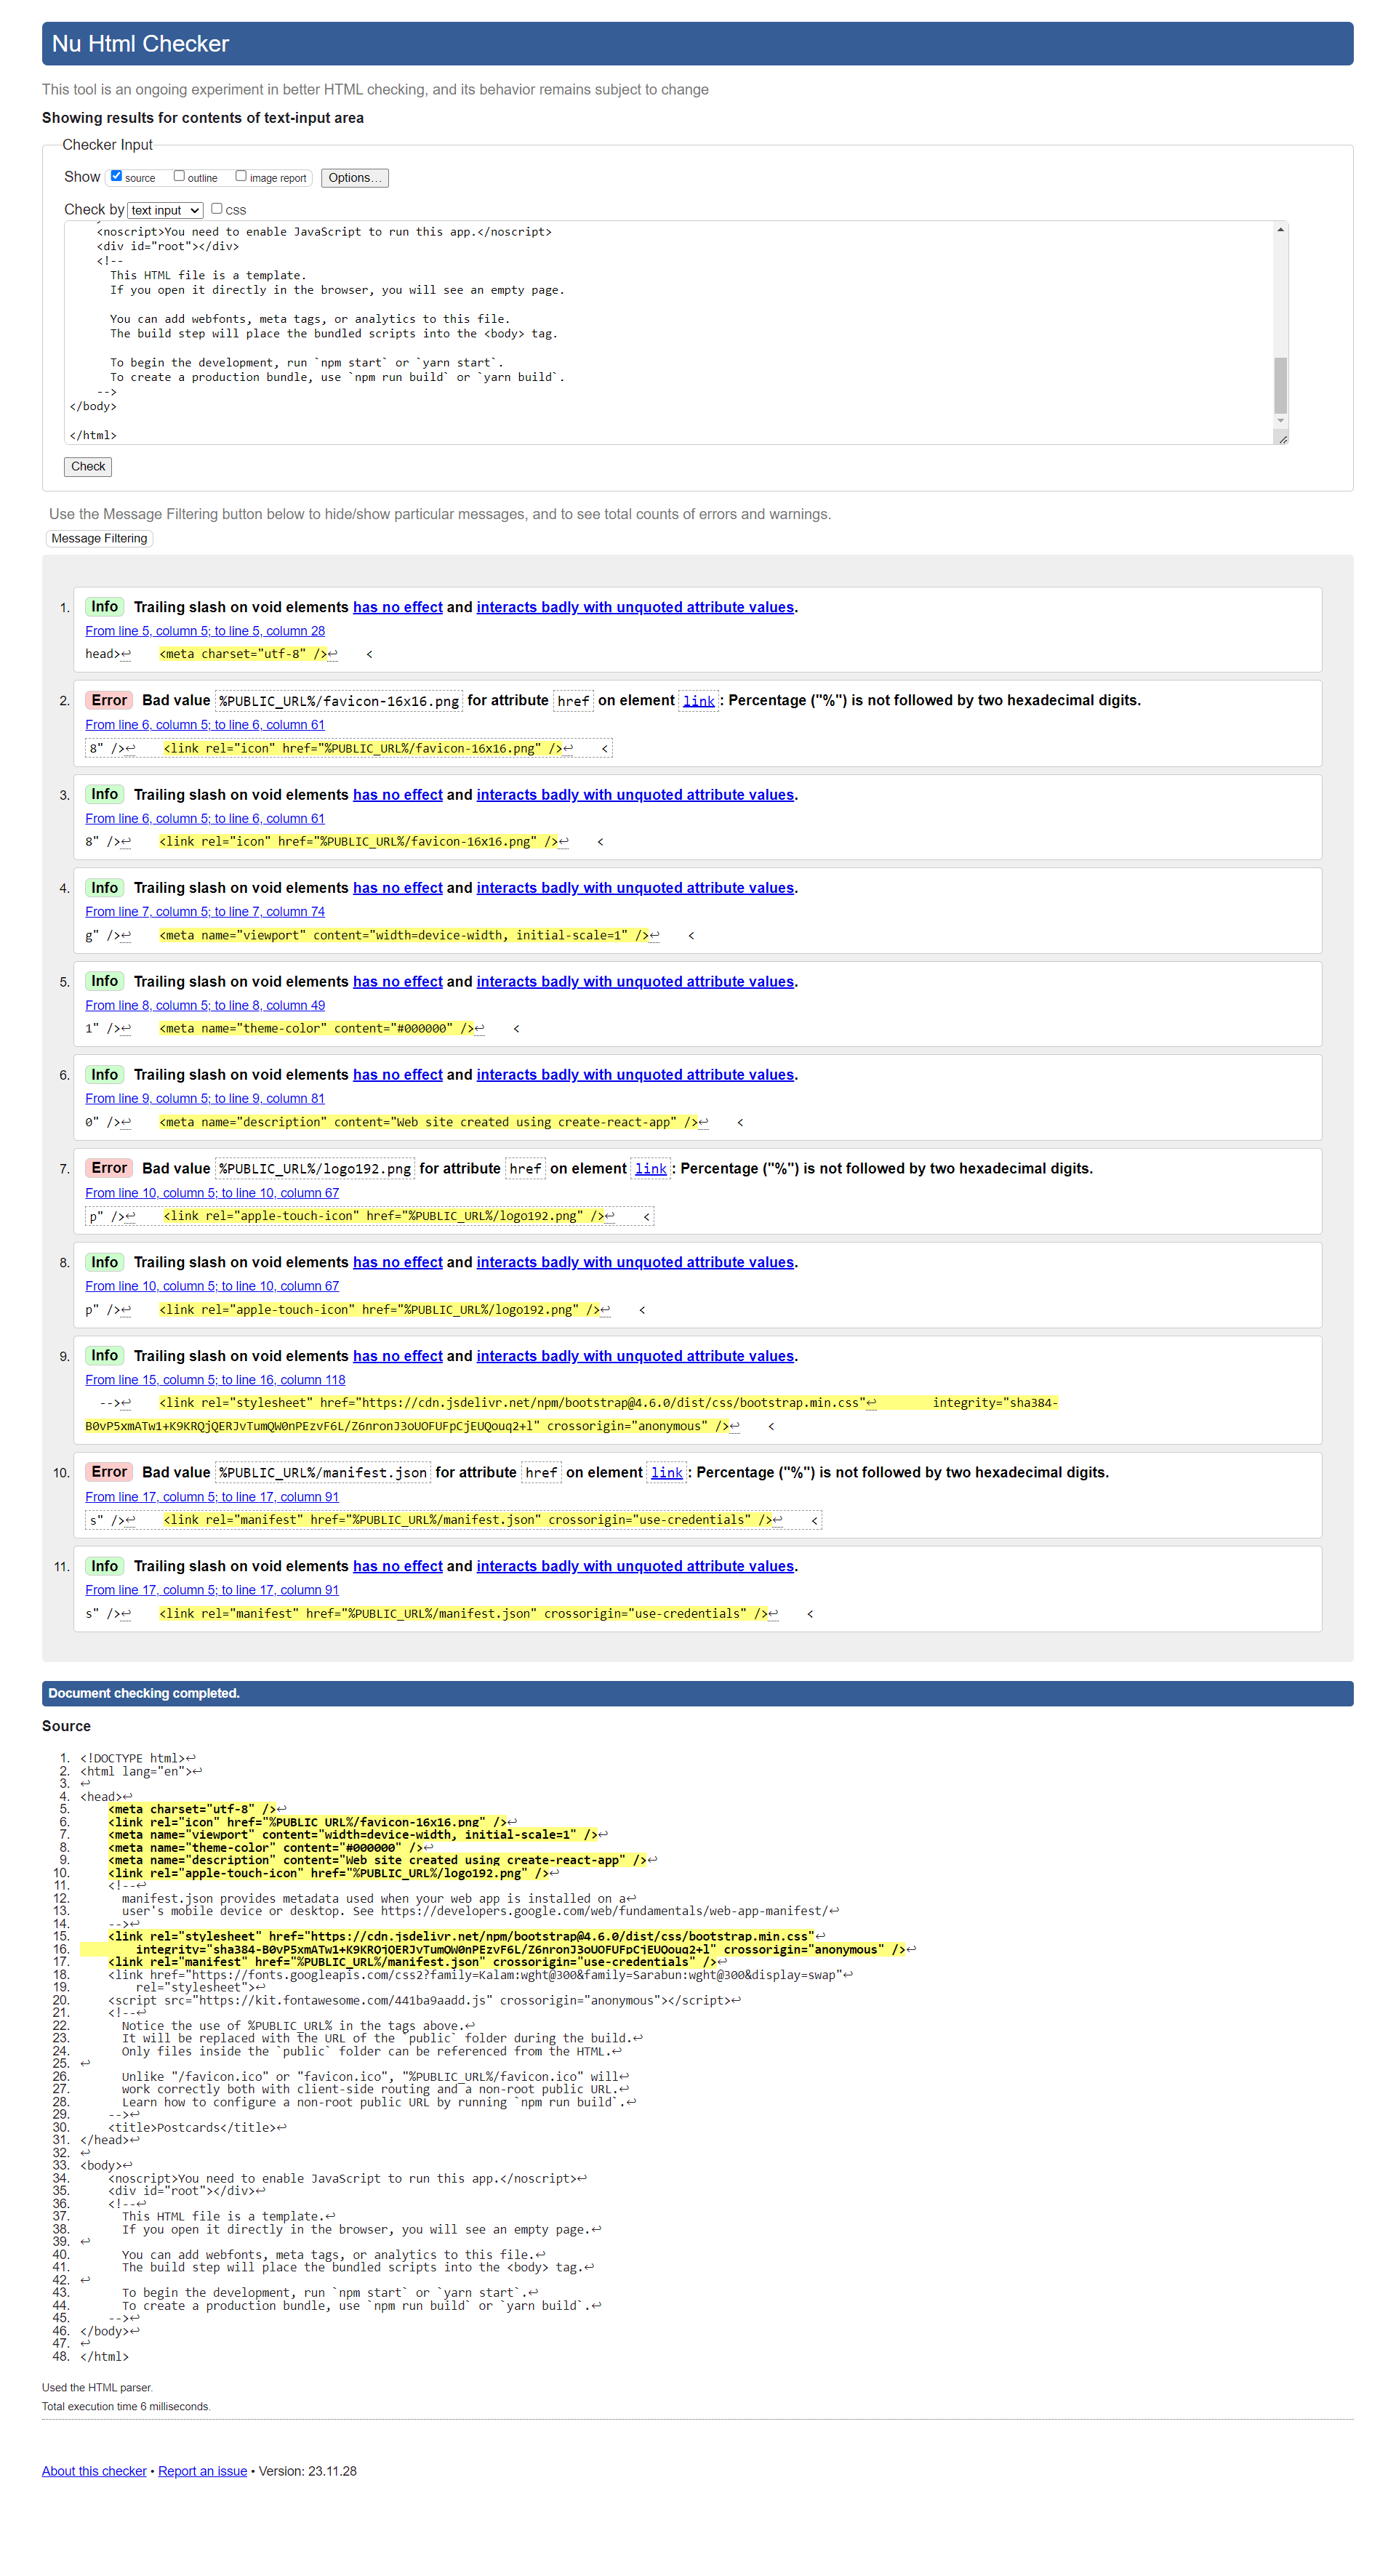 Nu Html Checker
This tool is an ongoing experiment in better HTML checking, and its behavior remains subject to change
Showing results for contents of text-input area
Checker Input
Show source outline image report Options...
Check by text input CSS
<noscript>You need to enable JavaScript to run this app.</noscript>
<div id="root"></div>
<!--
This HTML file is a template.
If you open it directly in the browser, you will see an empty page.
You can add webfonts, meta tags, or analytics to this file.
The build step will place the bundled scripts into the <body> tag.
To begin the development, run `npm start` or `yarn start`.
To create a production bundle, use `npm run build` or `yarn build`.
-->
</body>
</html>
Check
Use the Message Filtering button below to hide/show particular messages, and to see total counts of errors and warnings.
Message Filtering
1. Info Trailing slash on void elements has no effect and interacts badly with unquoted attribute values.
From line 5, column 5; to line 5, column 28
head>↩ <meta charset="utf-8" />↩ <
2. Error Bad value %PUBLIC_URL%/favicon-16x16.png for attribute href on element link: Percentage ("%") is not followed by two hexadecimal digits.
From line 6, column 5; to line 6, column 61
8" />↩ <link rel="icon" href="%PUBLIC_URL%/favicon-16x16.png" />↩ <
3. Info Trailing slash on void elements has no effect and interacts badly with unquoted attribute values.
From line 6, column 5; to line 6, column 61
8" />↩ <link rel="icon" href="%PUBLIC_URL%/favicon-16x16.png" />↩ <
4. Info Trailing slash on void elements has no effect and interacts badly with unquoted attribute values.
From line 7, column 5; to line 7, column 74
g" />↩ <meta name="viewport" content="width=device-width, initial-scale=1" />↩ <
5. Info Trailing slash on void elements has no effect and interacts badly with unquoted attribute values.
From line 8, column 5; to line 8, column 49
1" />↩ <meta name="theme-color" content="#000000" />↩ <
6. Info Trailing slash on void elements has no effect and interacts badly with unquoted attribute values.
From line 9, column 5; to line 9, column 81
0" />↩ <meta name="description" content="Web site created using create-react-app" />↩ <
7. Error Bad value %PUBLIC_URL%/logo192.png for attribute href on element link: Percentage ("%") is not followed by two hexadecimal digits.
From line 10, column 5; to line 10, column 67
p" />↩ <link rel="apple-touch-icon" href="%PUBLIC_URL%/logo192.png" />↩ <
8. Info Trailing slash on void elements has no effect and interacts badly with unquoted attribute values.
From line 10, column 5; to line 10, column 67
p" />↩ <link rel="apple-touch-icon" href="%PUBLIC_URL%/logo192.png" />↩ <
9. Info Trailing slash on void elements has no effect and interacts badly with unquoted attribute values.
From line 15, column 5; to line 16, column 118
-->↩ <link rel="stylesheet" href="https://cdn.jsdelivr.net/npm/bootstrap@4.6.0/dist/css/bootstrap.min.css"↩ integrity="sha384-
B0vP5xmATw1+K9KRQjQERJvTumQW0nPEzvF6L/Z6nronJ3oUOFUFpCjEUQouq2+l" crossorigin="anonymous" />↩ <
10. Error Bad value %PUBLIC_URL%/manifest.json for attribute href on element link: Percentage ("%") is not followed by two hexadecimal digits.
From line 17, column 5; to line 17, column 91
s" />↩ <link rel="manifest" href="%PUBLIC_URL%/manifest.json" crossorigin="use-credentials" />↩ <
11. Info Trailing slash on void elements has no effect and interacts badly with unquoted attribute values.
From line 17, column 5; to line 17, column 91
s" />↩ <link rel="manifest" href="%PUBLIC_URL%/manifest.json" crossorigin="use-credentials" />↩ <
Document checking completed.
Source
1. <!DOCTYPE html>↩
2. <html lang="en">↩
3. ↩
4. <head>↩
5. <meta charset="utf-8" />↩
6. <link rel="icon" href="%PUBLIC_URL%/favicon-16x16.png" />↩
7. <meta name="viewport" content="width=device-width, initial-scale=1" />↩
8. <meta name="theme-color" content="#000000" />↩
9. <meta name="description" content="Web site created using create-react-app" />↩
10. <link rel="apple-touch-icon" href="%PUBLIC_URL%/logo192.png" />↩
11. <!--↩
12. manifest.json provides metadata used when your web app is installed on a↩
13. user's mobile device or desktop. See https://developers.google.com/web/fundamentals/web-app-manifest/↩
14. -->↩
15. <link rel="stylesheet" href="https://cdn.jsdelivr.net/npm/bootstrap@4.6.0/dist/css/bootstrap.min.css"↩
16. integrity="sha384-B0vP5xmATw1+K9KRQjQERJvTumQW0nPEzvF6L/Z6nronJ3oUOFUFpCjEUQouq2+l" crossorigin="anonymous" />↩
17. <link rel="manifest" href="%PUBLIC_URL%/manifest.json" crossorigin="use-credentials" />↩
18. <link href="https://fonts.googleapis.com/css2?family=Kalam:wght@300&family=Sarabun:wght@300&display=swap"↩
19. rel="stylesheet">↩
20. <script src="https://kit.fontawesome.com/441ba9aadd.js" crossorigin="anonymous"></script>↩
21. <!--↩
22. Notice the use of %PUBLIC_URL% in the tags above.↩
23. It will be replaced with the URL of the `public` folder during the build.↩
24. Only files inside the `public` folder can be referenced from the HTML.↩
25. ↩
26. Unlike "/favicon.ico" or "favicon.ico", "%PUBLIC_URL%/favicon.ico" will↩
27. work correctly both with client-side routing and a non-root public URL.↩
28. Learn how to configure a non-root public URL by running `npm run build`.↩
29. -->↩
30. <title>Postcards</title>↩
31. </head>↩
32. ↩
33. <body>↩
34. <noscript>You need to enable JavaScript to run this app.</noscript>↩
35. <div id="root"></div>↩
36. <!--↩
37. This HTML file is a template.↩
38. If you open it directly in the browser, you will see an empty page.↩
39. ↩
40. You can add webfonts, meta tags, or analytics to this file.↩
41. The build step will place the bundled scripts into the <body> tag.↩
42. ↩
43. To begin the development, run `npm start` or `yarn start`.↩
44. To create a production bundle, use `npm run build` or `yarn build`.↩
45. -->↩
46. </body>↩
47. ↩
48. </html>
Used the HTML parser.
Total execution time 6 milliseconds.
About this checker • Report an issue • Version: 23.11.28